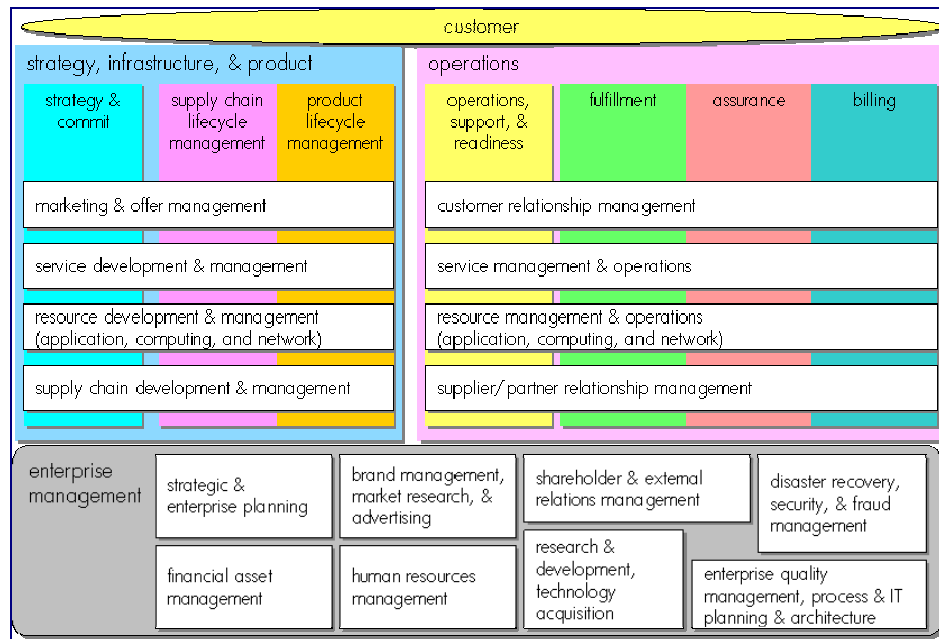 customer
strategy, infrastructure, & product
strategy &
commit
supply chain
lifecycle
management
product
lifecycle
management
marketing & offer management
service development & management
resource development & management
(application, computing, and network)
supply chain development & management
operations
operations,
support, &
readiness
fulfillment
assurance
billing
customer relationship management
service management & operations
resource management & operations
(application, computing, and network)
supplier/partner relationship management
enterprise
management
strategic &
enterprise planning
brand management,
market research, &
advertising
shareholder & external
relations management
disaster recovery,
security, & fraud
management
financial asset
management
human resources
management
research &
development,
technology
acquisition
enterprise quality
management, process & IT
planning & architecture